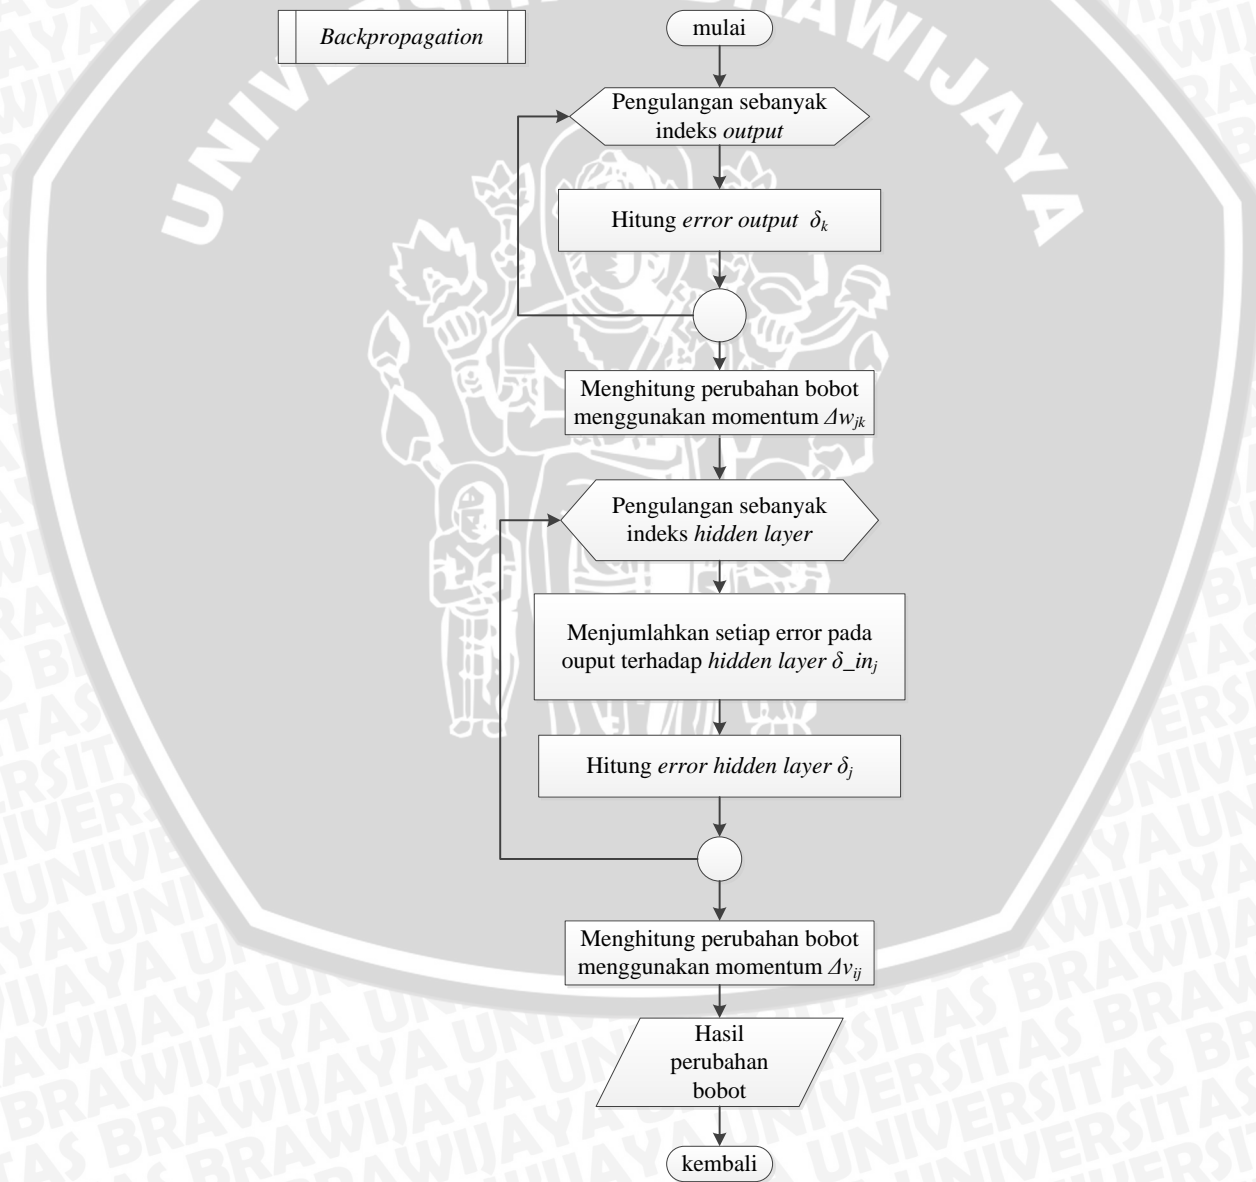 Backpropagation
mulai
Pengulangan sebanyak
indeks output
Hitung error output δk
Menghitung perubahan bobot
menggunakan momentum Δwjk
Pengulangan sebanyak
indeks hidden layer
Menjumlahkan setiap error pada
ouput terhadap hidden layer δ_inj
Hitung error hidden layer δj
Menghitung perubahan bobot
menggunakan momentum Δvij
Hasil
perubahan
bobot
kembali